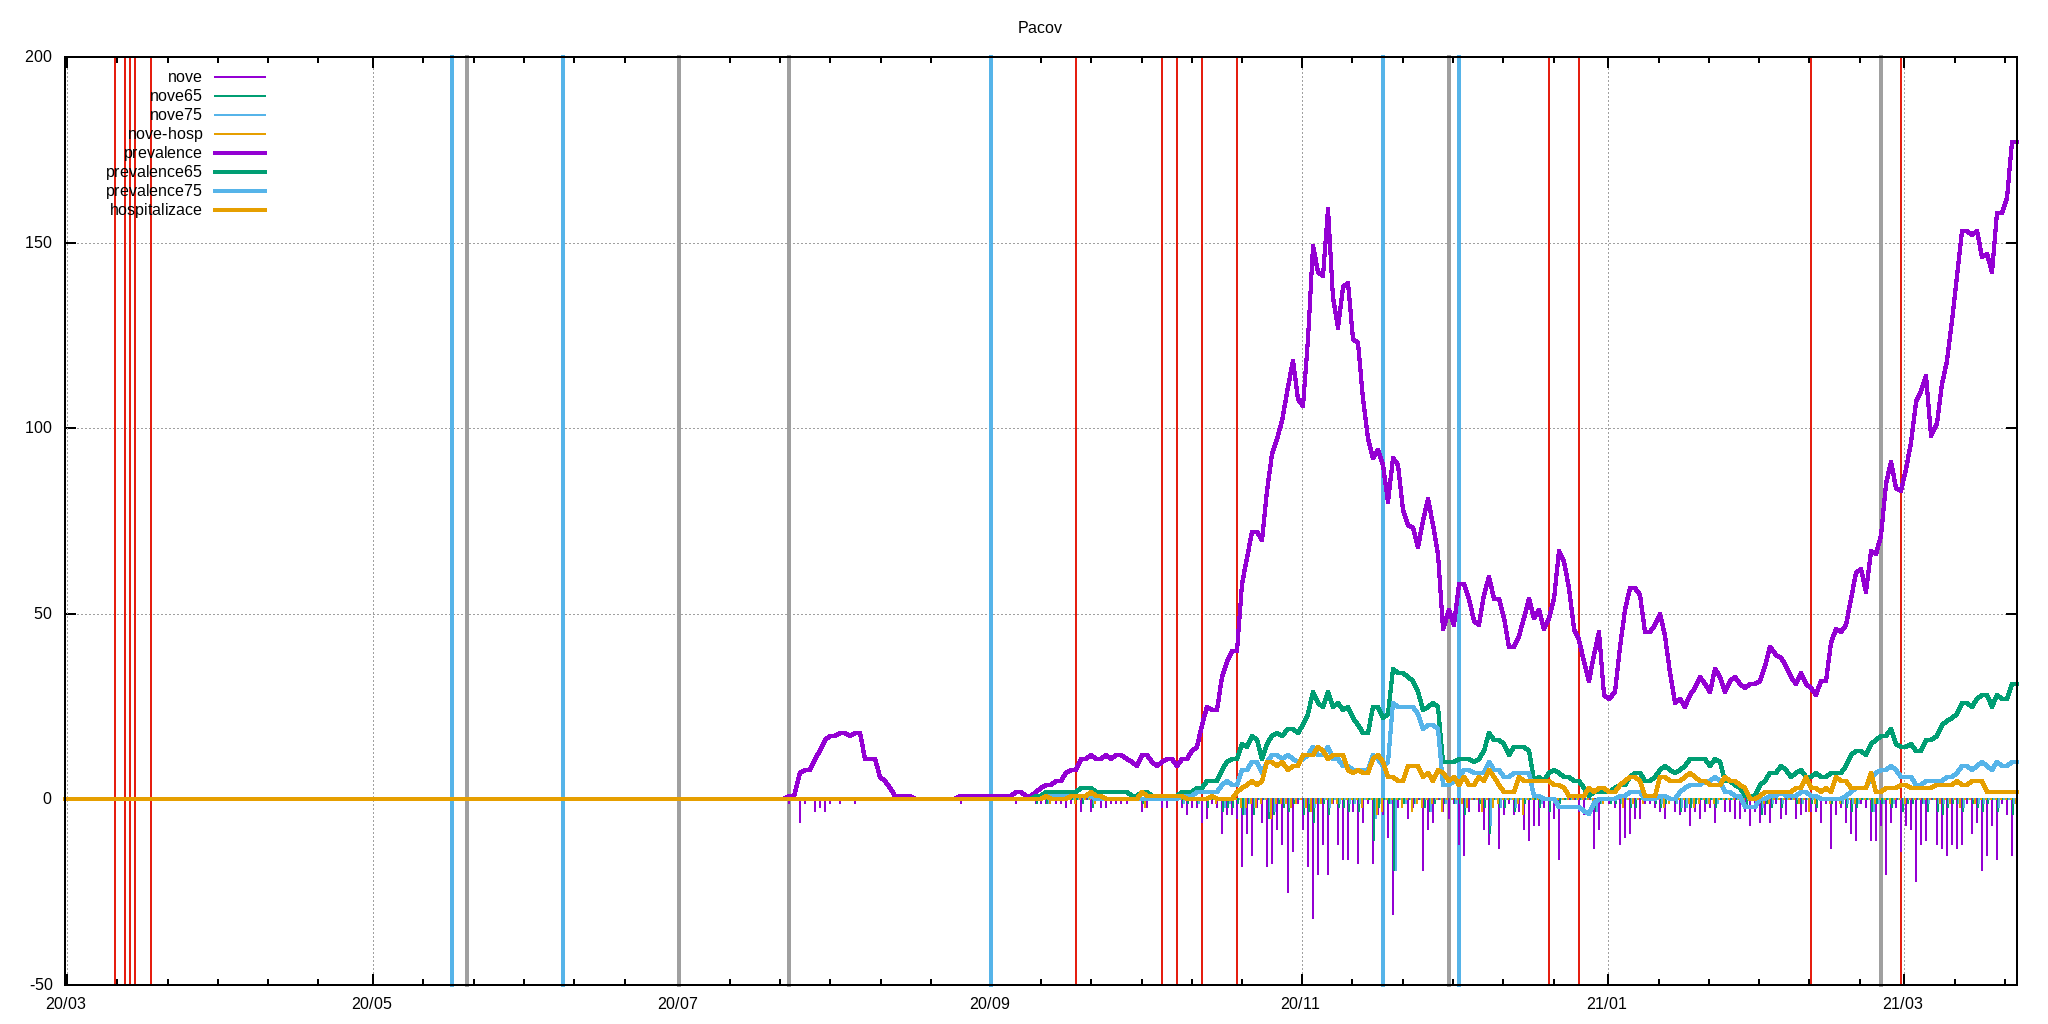 Pacov
200
150
100
50
0
-50
nove
nove65
nove75
nove-hosp
prevalence
prevalence65
prevalence75
hospitalizace
20/03 20/05 20/07 20/09 20/11 21/01 21/03